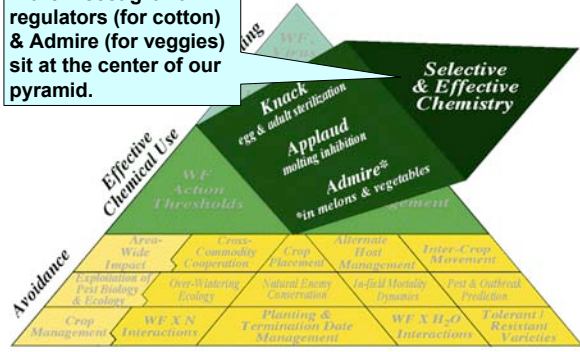 regulators (for cotton)
& Admire (for veggies)
sit at the center of our
pyramid.
WF,
Virus
Selective
& Effective
Chemistry
Knack
egg & adult sterilization
Applaud
molting inhibition
Admire*
*in melons & vegetables
Effective
Chemical Use
WF
Action
Thresholds
Avoidance
Area-
Wide
Impact
Cross-
Commodity
Cooperation
Crop
Placement
Alternate
Host
Management
Inter-Crop
Movement
Exploitation of
Pest Biology
& Ecology
Over-Wintering
Ecology
Natural Enemy
Conservation
In-field Mortality
Dynamics
Pest & Outbreak
Prediction
Crop
Management
WF X N
Interactions
Planting &
Termination Date
Management
WF X H2O
Interactions
Tolerant /
Resistant
Varieties